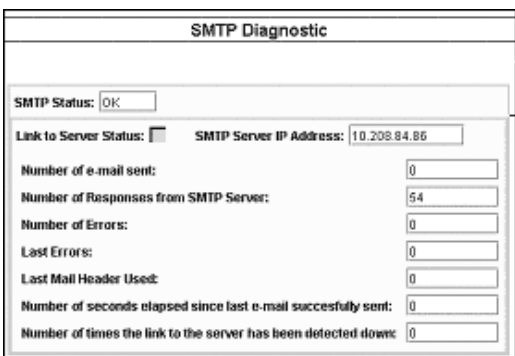 SMTP Diagnostic
SMTP Status: OK
Link to Server Status: SMTP Server IP Address: 10.208.84.86
Number of e-mail sent: 0
Number of Responses from SMTP Server: 54
Number of Errors: 0
Last Errors: 0
Last Mail Header Used: 0
Number of seconds elapsed since last e-mail succesfully sent: 0
Number of times the link to the server has been detected down: 0